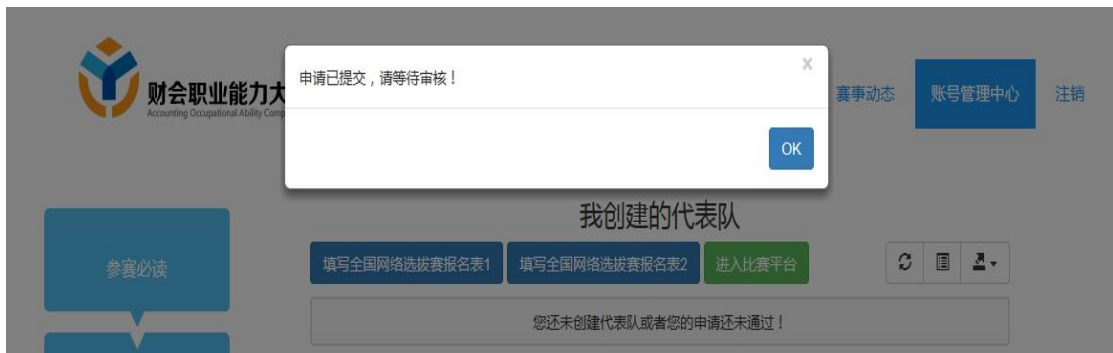 财会职业能力大
Accounting Occupational Ability Comp
申请已提交，请等待审核！
x
OK
赛事动态
账号管理中心
注销
参赛必读
我创建的代表队
填写全国网络选拔赛报名表1
填写全国网络选拔赛报名表2
进入比赛平台
您还未创建代表队或者您的申请还未通过！